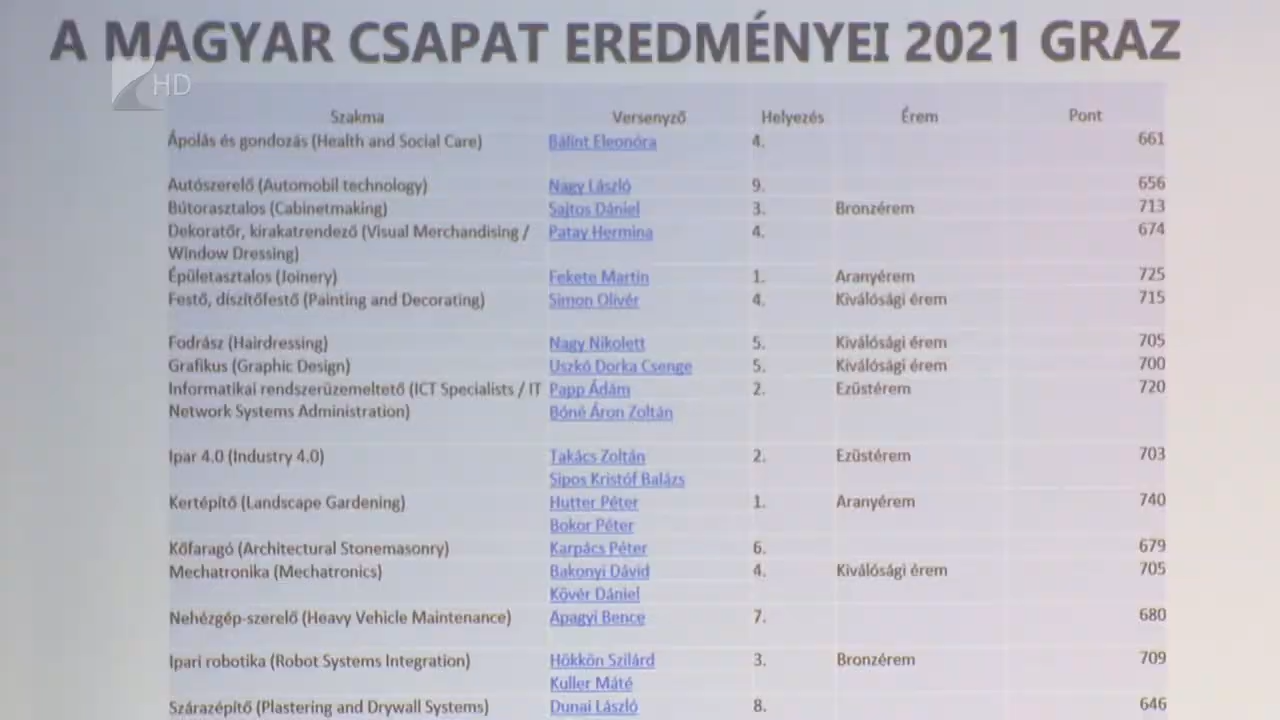 A MAGYAR CSAPAT EREDMÉNYEI 2021 GRAZ
HD
Szakma Versenyző Helyezés Érem Pont
Ápolás és gondozás (Health and Social Care) Bálint Eleonóra 4. 661
Autószerelő (Automobil technology) Nagy László 9. 656
Bútorasztalos (Cabinetmaking) Sajtos Dániel 3. Bronzérem 713
Dekoratőr, kirakatrendező (Visual Merchandising / Patay Hermina 4. 674
Window Dressing)
Épületasztalos (Joinery) Fekete Martin 1. Aranyérem 725
Festő, díszítőfestő (Painting and Decorating) Simon Olivér 4. Kiválósági érem 715
Fodrász (Hairdressing) Nagy Nikolett 5. Kiválósági érem 705
Grafikus (Graphic Design) Uszkó Dorka Csenge 5. Kiválósági érem 700
Informatikai rendszerüzemeltető (ICT Specialists / IT Papp Ádám 2. Ezüstérem 720
Network Systems Administration) Bóné Áron Zoltán
Ipar 4.0 (Industry 4.0) Takács Zoltán 2. Ezüstérem 703
Sipos Kristóf Balázs
Kertépítő (Landscape Gardening) Hutter Péter 1. Aranyérem 740
Bokor Péter
Kőfaragó (Architectural Stonemasonry) Karpács Péter 6. 679
Mechatronika (Mechatronics) Bakonyi Dávid 4. Kiválósági érem 705
Kövér Dániel
Nehézgép-szerelő (Heavy Vehicle Maintenance) Apagyi Bence 7. 680
Ipari robotika (Robot Systems Integration) Hökkön Szilárd 3. Bronzérem 709
Kuller Máté
Szárazépítő (Plastering and Drywall Systems) Dunai László 8. 646